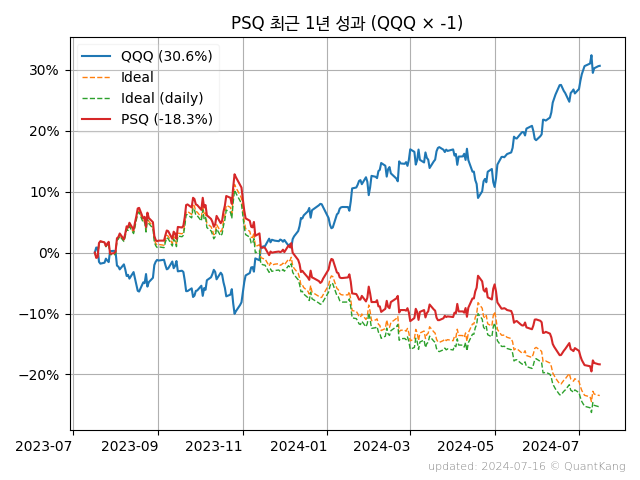 PSQ 최근 1년 성과 (QQQ × -1)
QQQ (30.6%)
Ideal
Ideal (daily)
PSQ (-18.3%)
30%
20%
10%
0%
−10%
−20%
2023-07 2023-09 2023-11 2024-01 2024-03 2024-05 2024-07
updated: 2024-07-16 © QuantKang